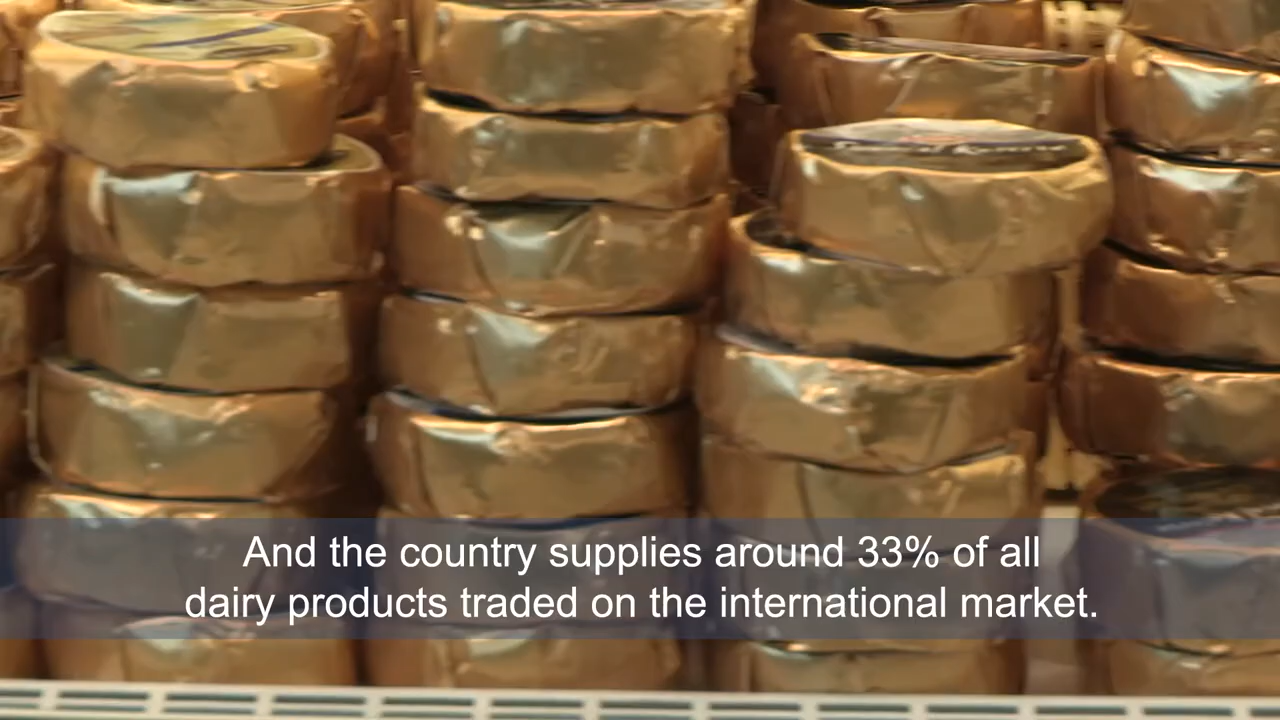 And the country supplies around 33% of all
dairy products traded on the international market.